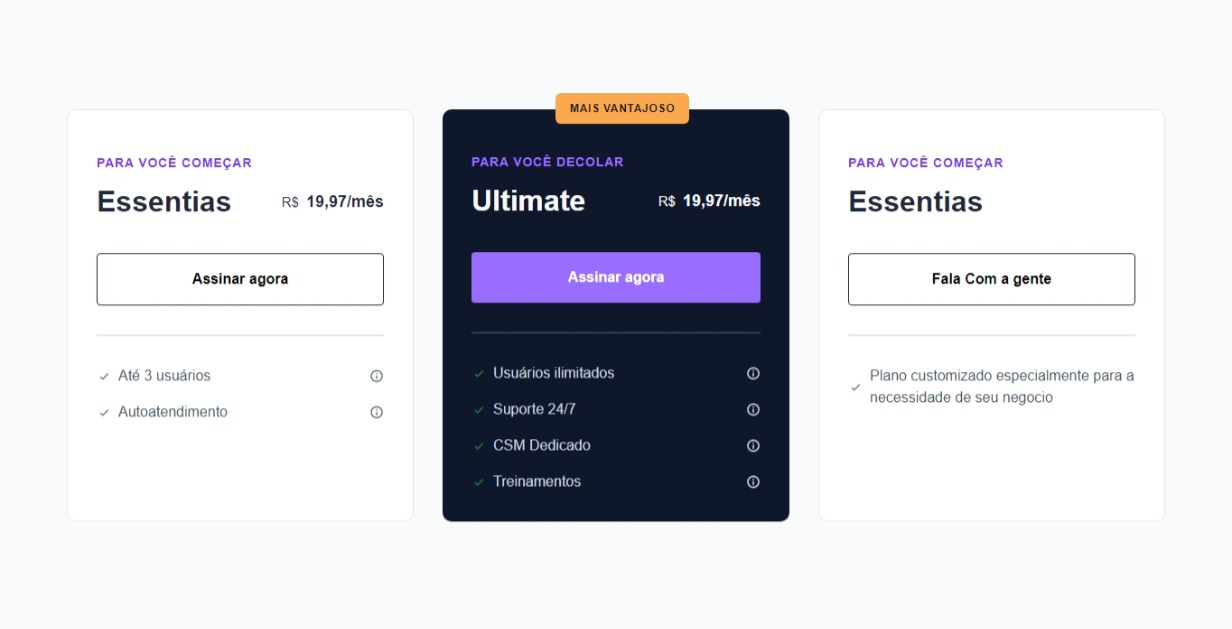 PARA VOCÊ COMEÇAR
Essentias
R$ 19,97/mês
Assinar agora
Até 3 usuários
Autoatendimento
MAIS VANTAJOSO
PARA VOCÊ DECOLAR
Ultimate
R$ 19,97/mês
Assinar agora
Usuários ilimitados
Suporte 24/7
CSM Dedicado
Treinamentos
PARA VOCÊ COMEÇAR
Essentias
Fala Com a gente
Plano customizado especialmente para a
necessidade de seu negocio